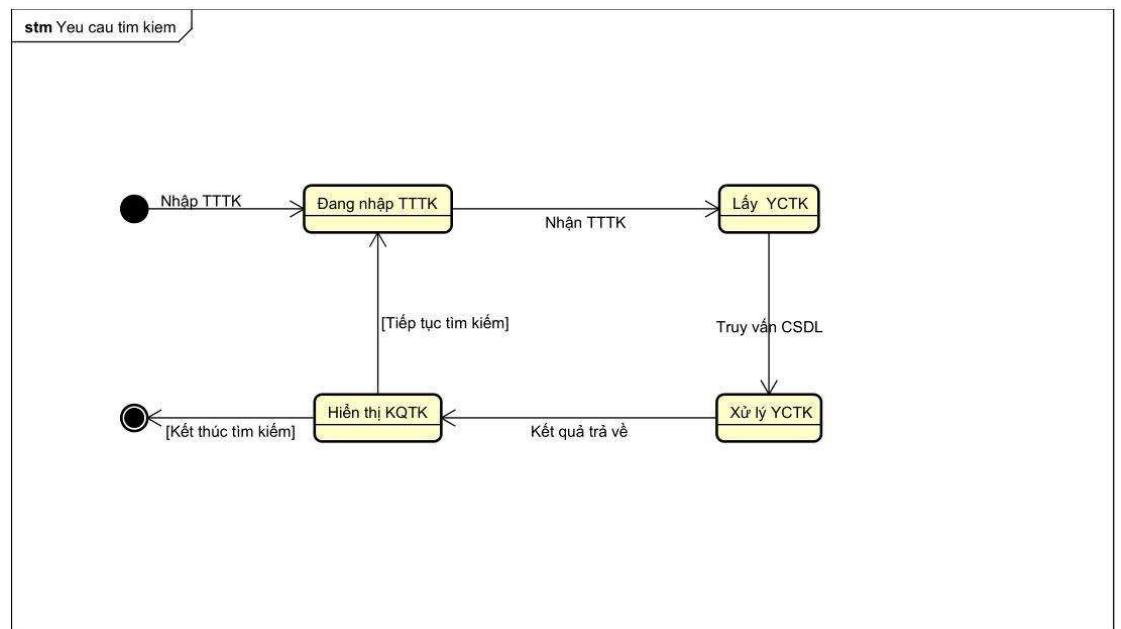 stm Yeu cau tim kiem
Nhập TTTK
Đang nhập TTTK
Nhận TTTK
Lấy YCTK
[Tiếp tục tìm kiếm]
Truy vấn CSDL
[Kết thúc tìm kiếm]
Hiển thị KQTK
Kết quả trả về
Xử lý YCTK